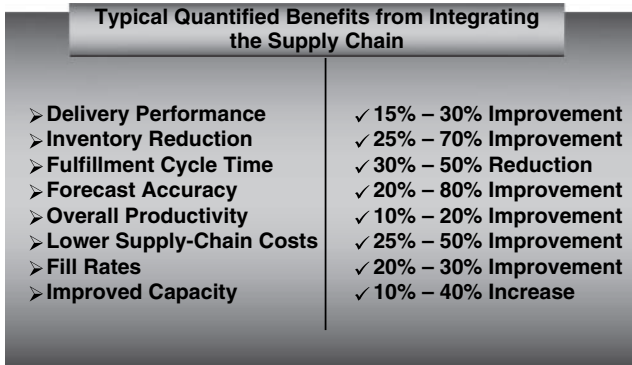 Typical Quantified Benefits from Integrating
the Supply Chain
➢ Delivery Performance ✓ 15% – 30% Improvement
➢ Inventory Reduction ✓ 25% – 70% Improvement
➢ Fulfillment Cycle Time ✓ 30% – 50% Reduction
➢ Forecast Accuracy ✓ 20% – 80% Improvement
➢ Overall Productivity ✓ 10% – 20% Improvement
➢ Lower Supply-Chain Costs ✓ 25% – 50% Improvement
➢ Fill Rates ✓ 20% – 30% Improvement
➢ Improved Capacity ✓ 10% – 40% Increase